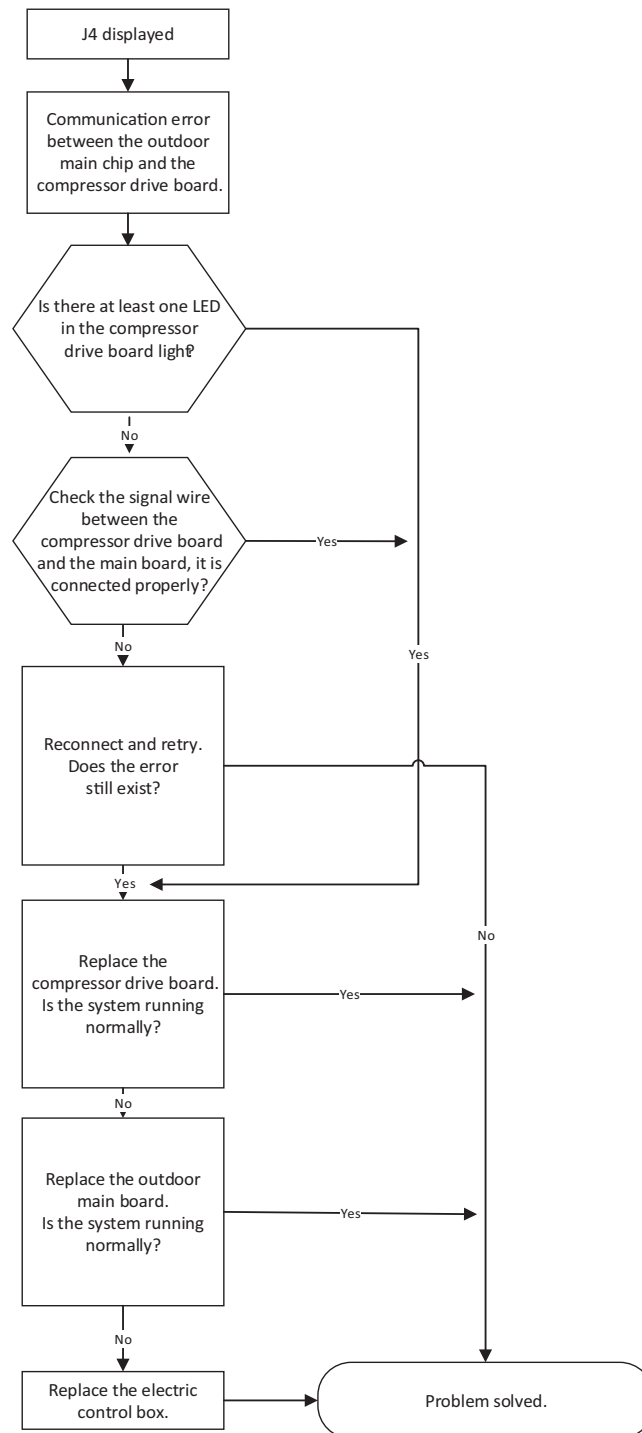 J4 displayed
Communication error
between the outdoor
main chip and the
compressor drive board.
Is there at least one LED
in the compressor
drive board light?
No
Check the signal wire
between the
compressor drive board
and the main board, it is
connected properly?
Yes
No
Yes
Reconnect and retry.
Does the error
still exist?
Yes
No
Replace the
compressor drive board.
Is the system running
normally?
Yes
No
Replace the outdoor
main board.
Is the system running
normally?
Yes
No
Replace the electric
control box.
Problem solved.